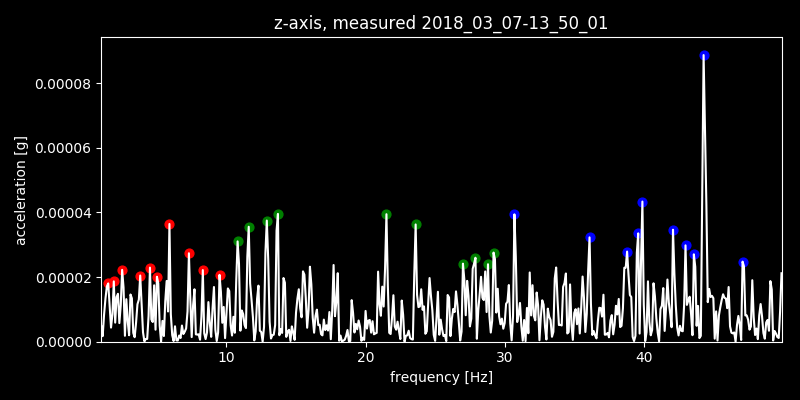 z-axis, measured 2018_03_07-13_50_01
acceleration [g]
0.00008
0.00006
0.00004
0.00002
0.00000
10 20 30 40
frequency [Hz]